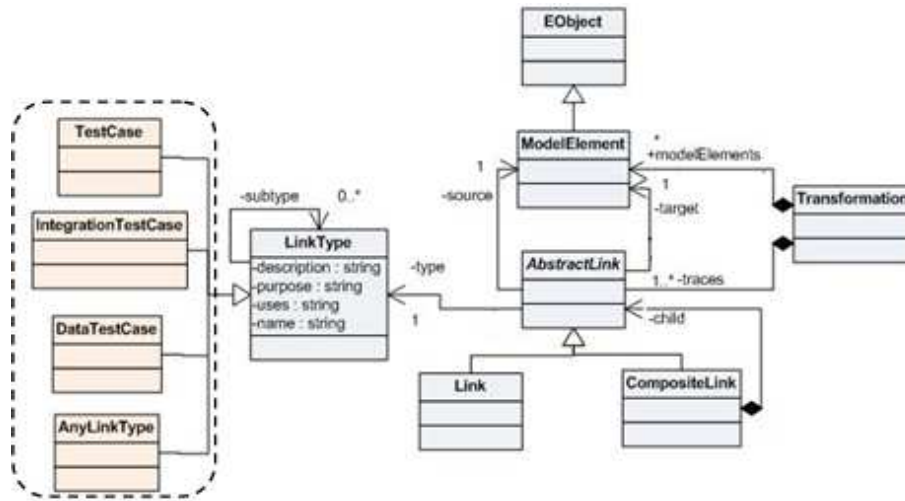 EObject
TestCase
ModelElement
*
+modelElements
1
-source
1
-target
Transformation
-subtype
0..*
IntegrationTestCase
LinkType
-description : string
-purpose : string
-uses : string
-name : string
-type
1
AbstractLink
1..* -traces
-child
DataTestCase
Link
CompositeLink
AnyLinkType